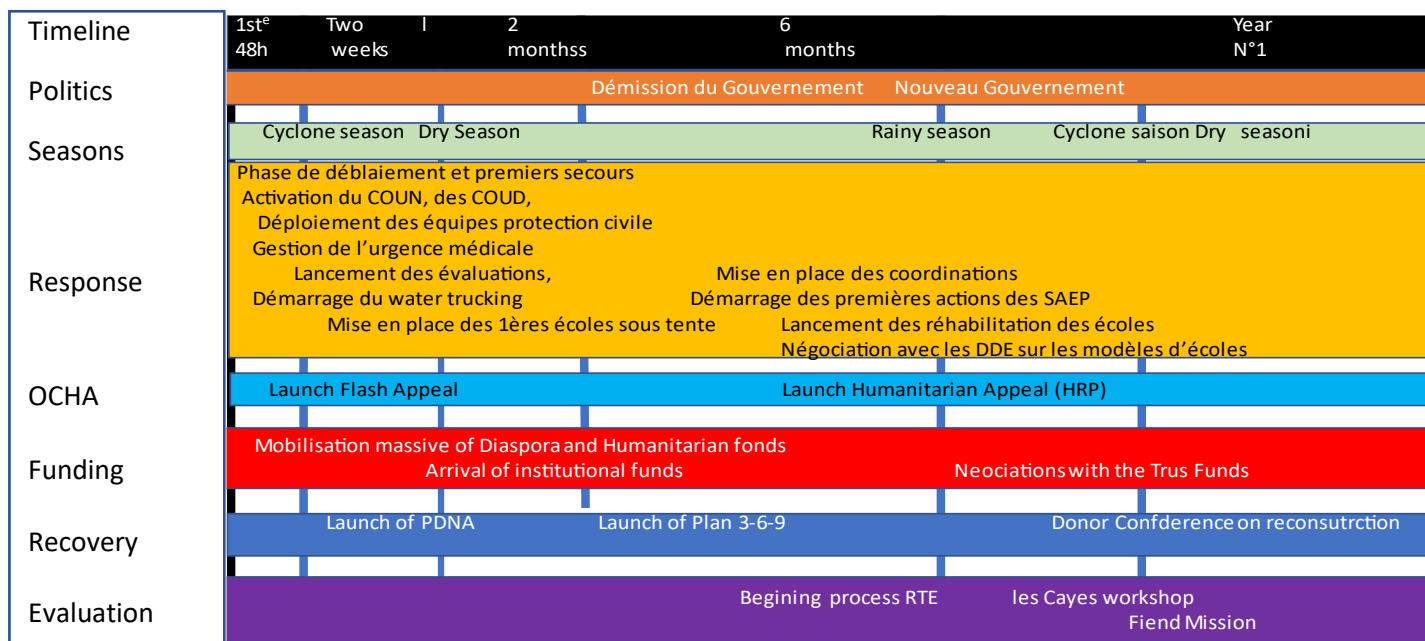 Timeline
1stᵉ Two l 2 6 Year
48h weeks monthss months N°1
Politics
Démission du Gouvernement Nouveau Gouvernement
Seasons
Cyclone season Dry Season Rainy season Cyclone saison Dry seasoni
Response
Phase de déblaiement et premiers secours
Activation du COUN, des COUD,
Déploiement des équipes protection civile
Gestion de l’urgence médicale
Lancement des évaluations, Mise en place des coordinations
Démarrage du water trucking Démarrage des premières actions des SAEP
Mise en place des 1ères écoles sous tente Lancement des réhabilitation des écoles
Négociation avec les DDE sur les modèles d’écoles
OCHA
Launch Flash Appeal Launch Humanitarian Appeal (HRP)
Funding
Mobilisation massive of Diaspora and Humanitarian fonds
Arrival of institutional funds Neociations with the Trus Funds
Recovery
Launch of PDNA Launch of Plan 3-6-9 Donor Confderence on reconsutrction
Evaluation
Begining process RTE les Cayes workshop
Fiend Mission